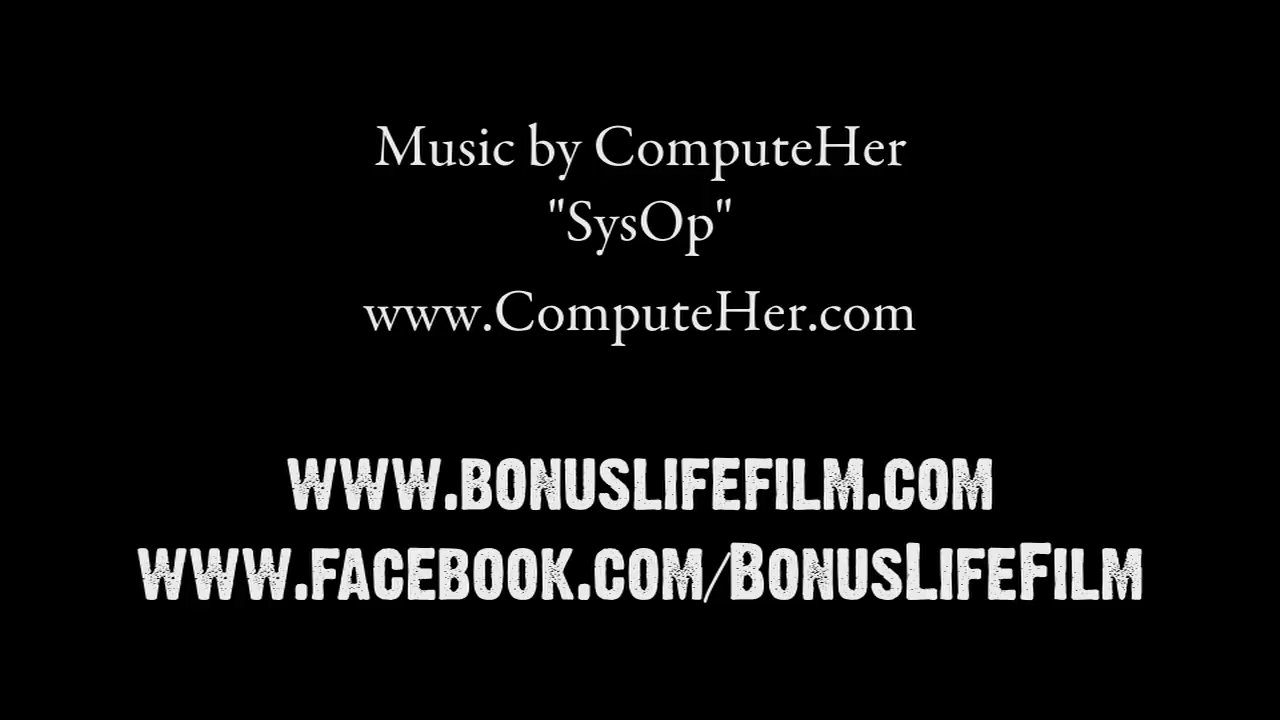 Music by ComputeHer
"SysOp"
www.ComputeHer.com
www.bonuslifefilm.com
www.facebook.com/BonusLifeFilm